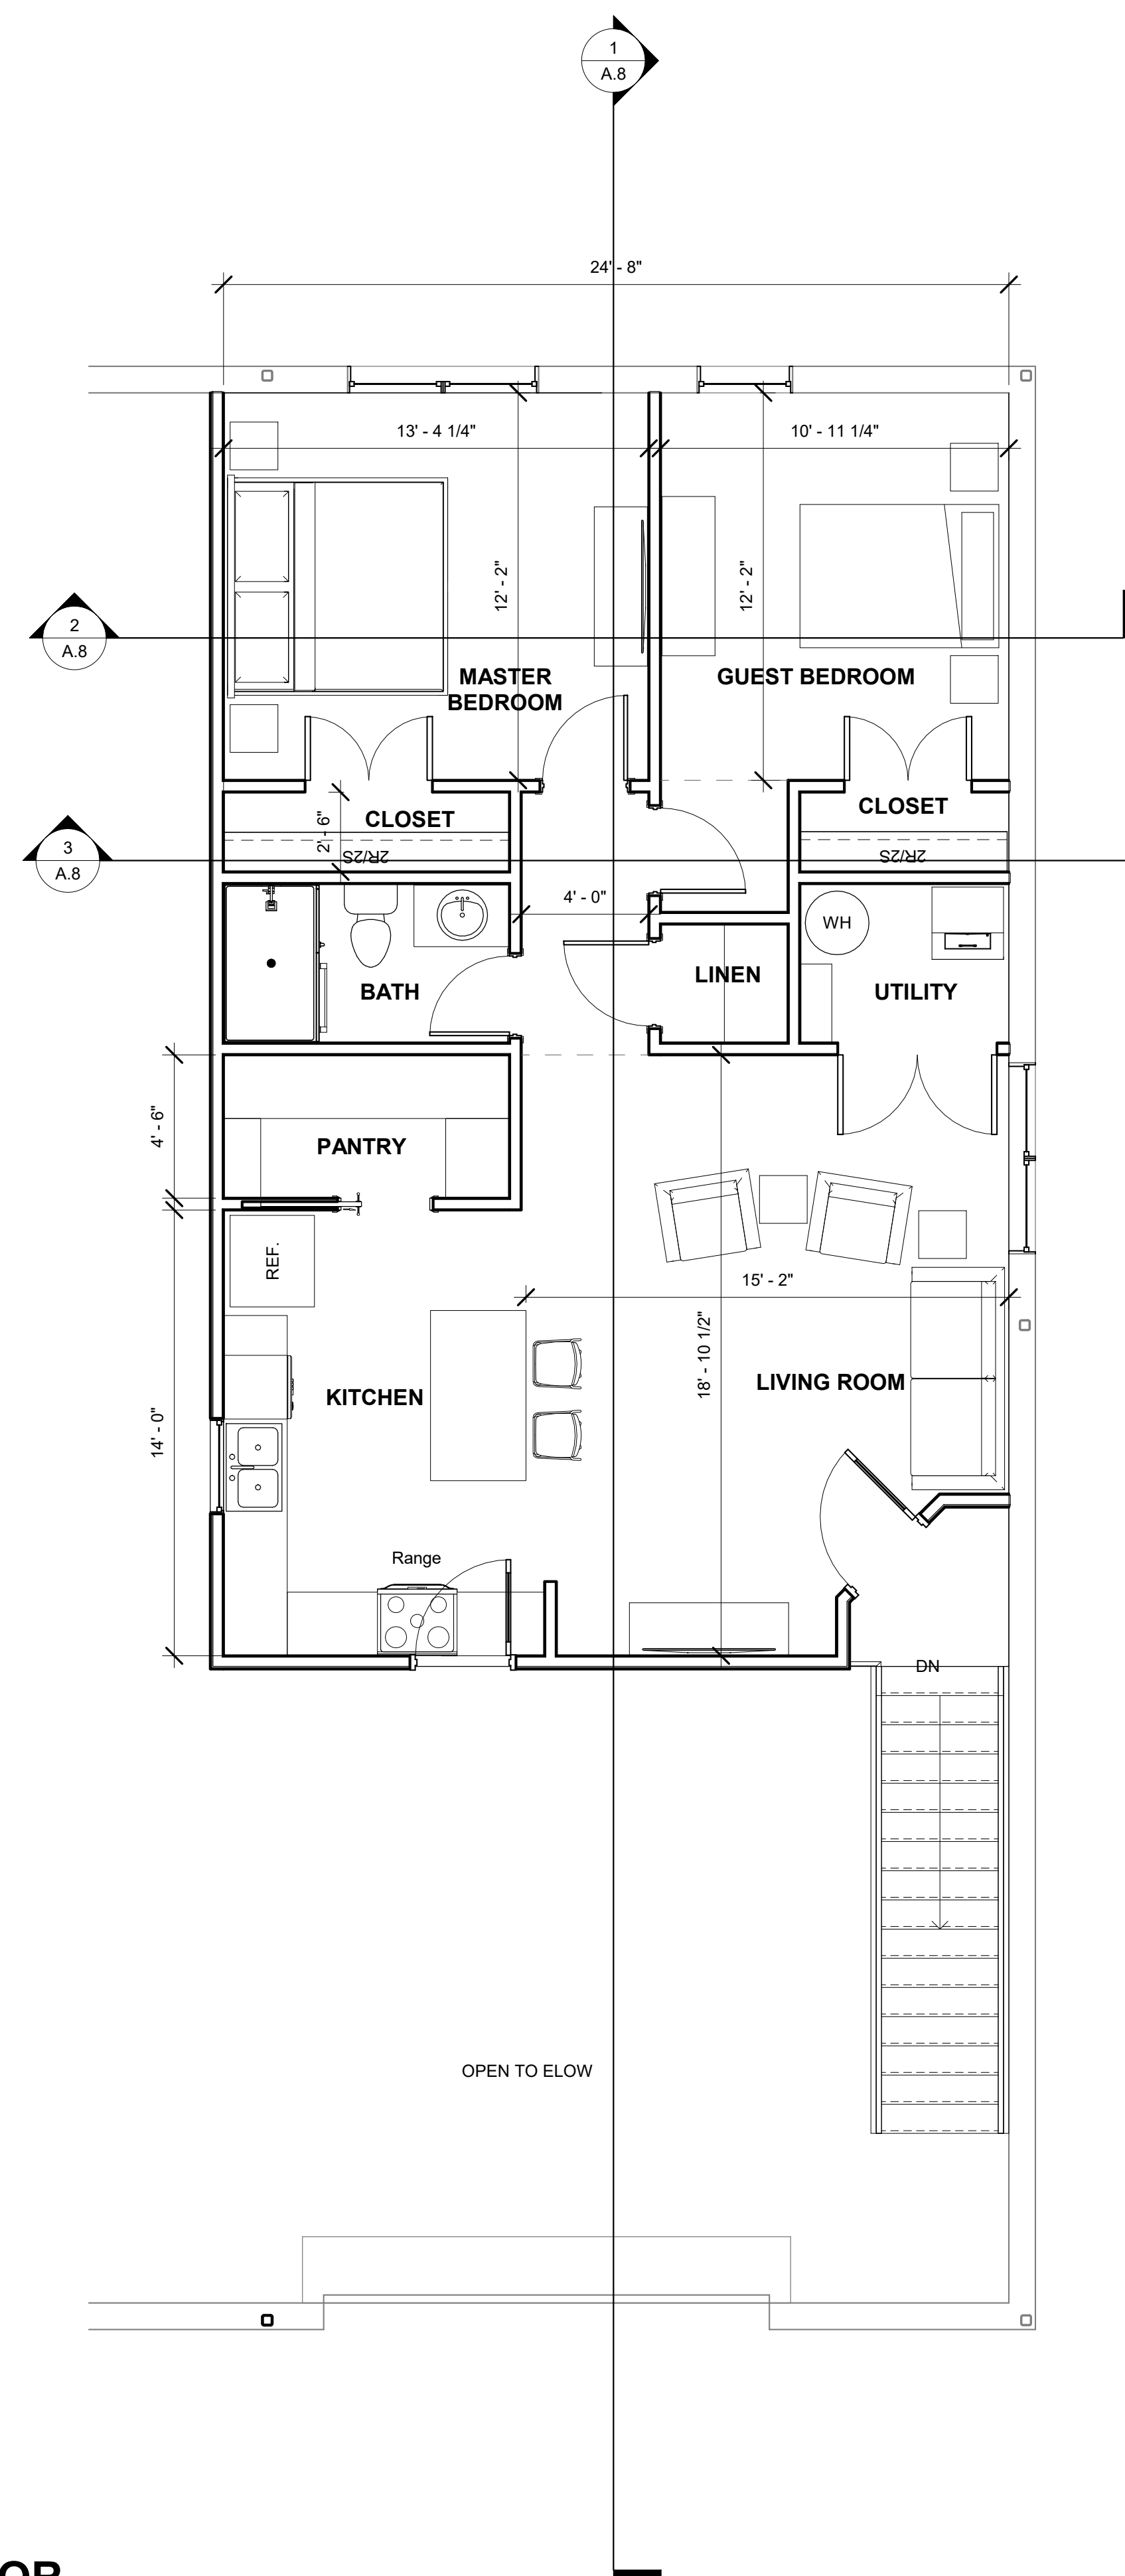 1
A.8
24' - 8"
13' - 4 1/4"
10' - 11 1/4"
12' - 2"
12' - 2"
2
A.8
MASTER
BEDROOM
GUEST BEDROOM
CLOSET
2' - 6"
2R/2S
CLOSET
2R/2S
3
A.8
4' - 0"
WH
LINEN
BATH
UTILITY
4' - 6"
PANTRY
REF.
15' - 2"
18' - 10 1/2"
LIVING ROOM
KITCHEN
14' - 0"
Range
DN
OPEN TO ELOW